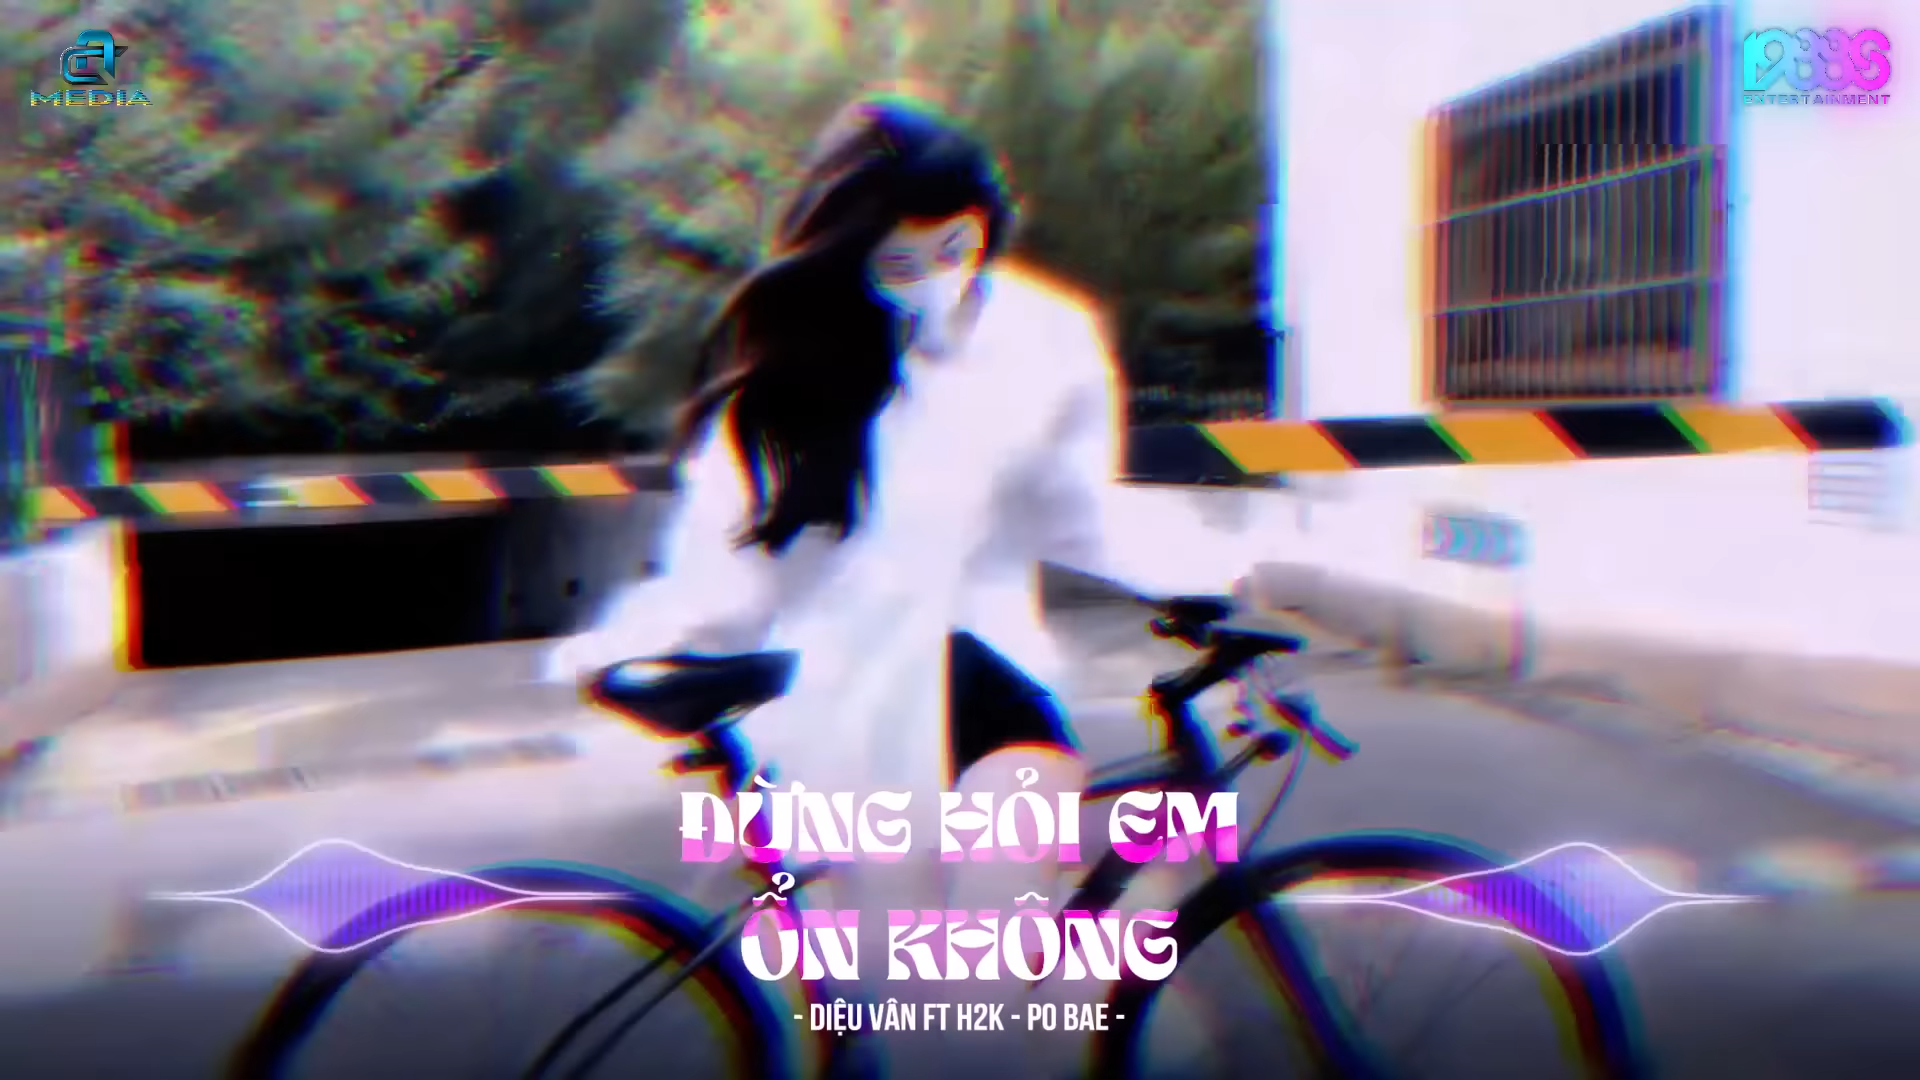 MEDIA
1988S
ENTERTAINMENT
ĐỪNG HỎI EM
ỔN KHÔNG
- DIỆU VÂN FT H2K - PO BAE -